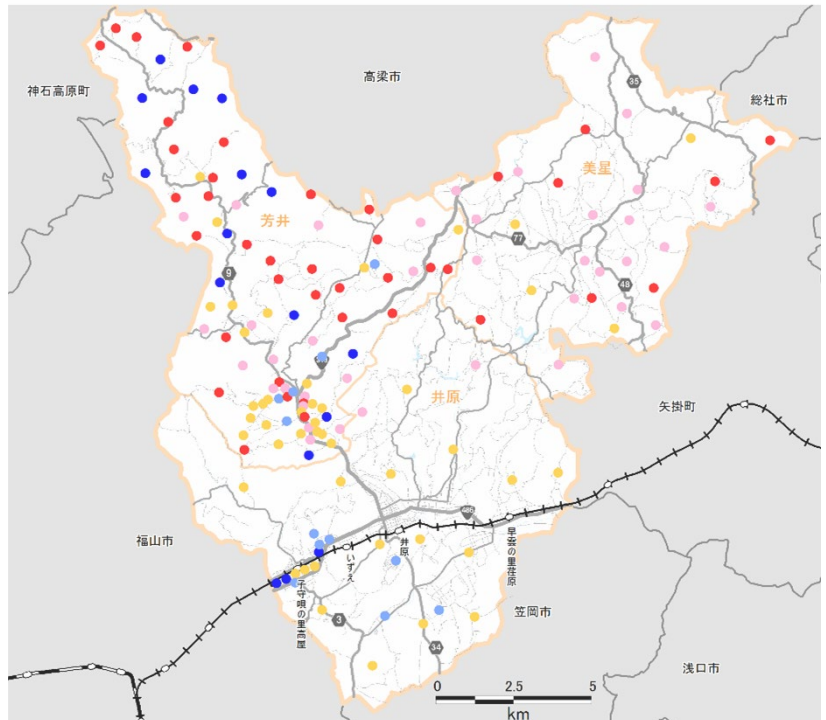 高梁市
神石高原町
35
総社市
美星
芳井
77
9
48
井原
矢掛町
486
福山市
井原
早雲の里荏原
いずえ
子守唄の里高屋
笠岡市
3
34
浅口市
0 2.5 5
km